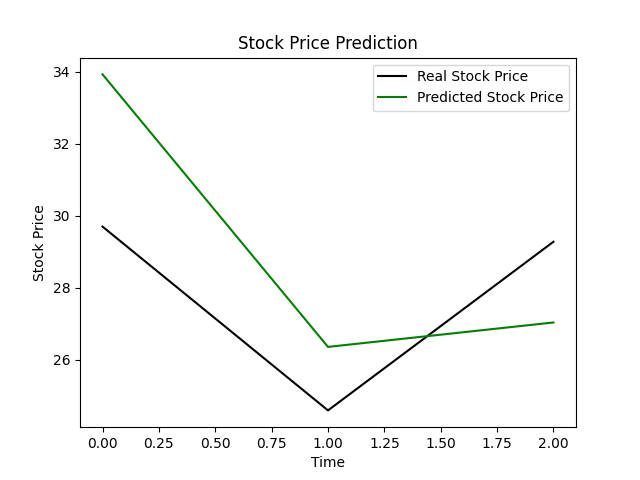 Stock Price Prediction
Real Stock Price
Predicted Stock Price
Stock Price
34
32
30
28
26
0.00 0.25 0.50 0.75 1.00 1.25 1.50 1.75 2.00
Time